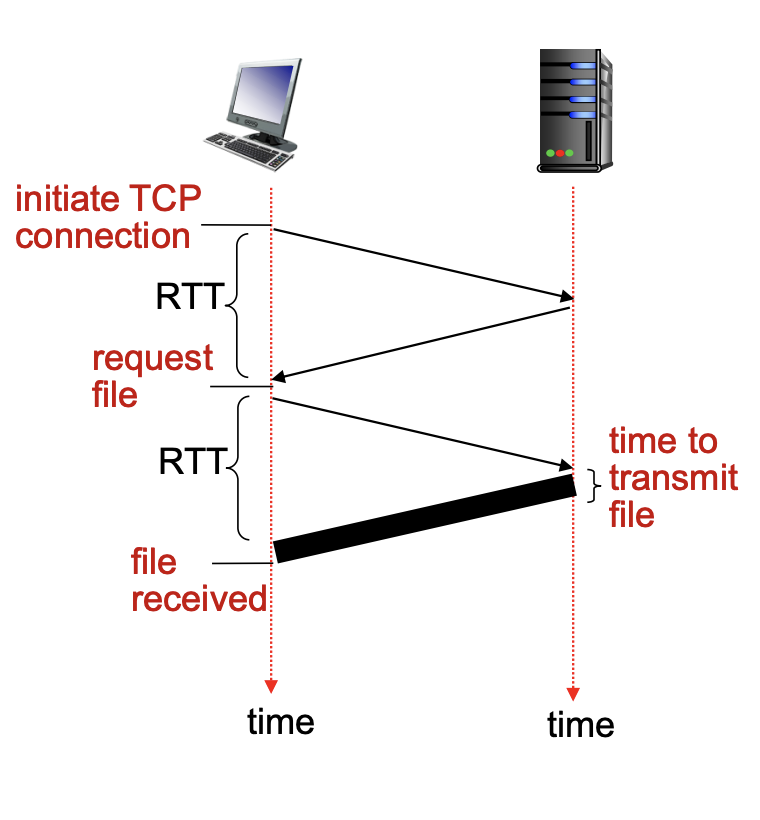 initiate TCP
connection
RTT
request
file
RTT
time to
transmit
file
file
received
time
time